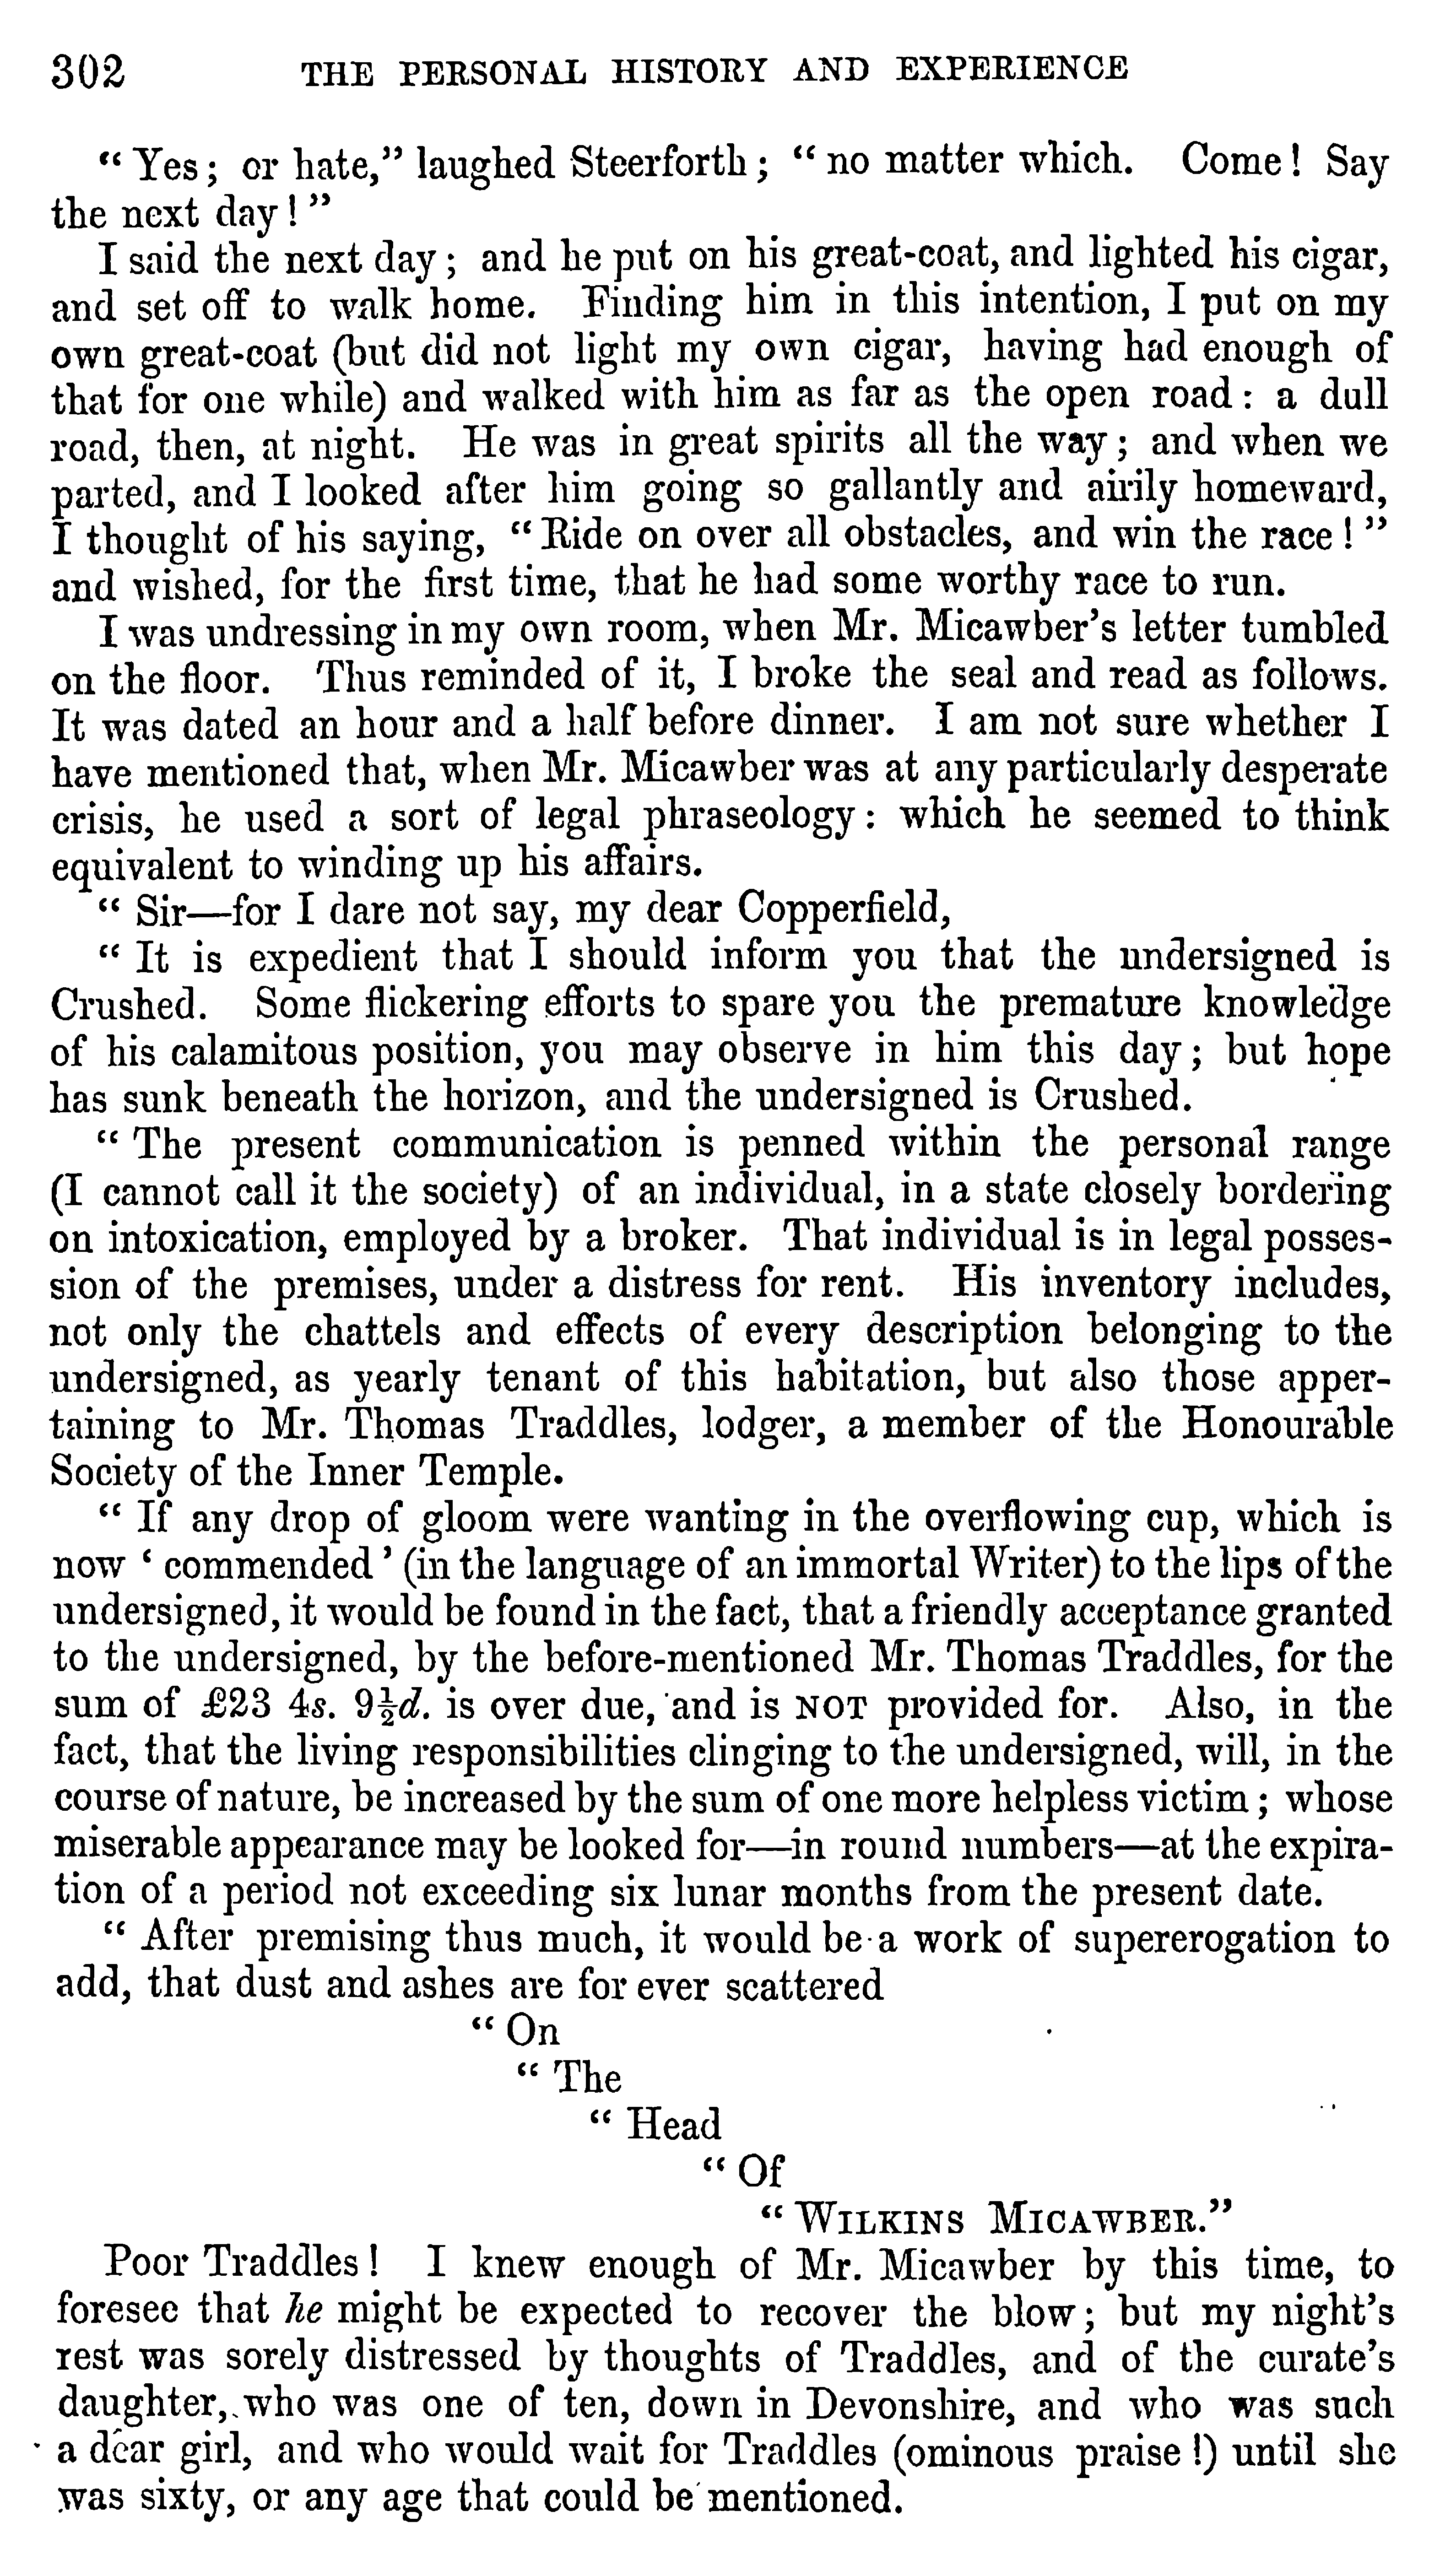 302 THE PERSONAL HISTORY AND EXPERIENCE
“ Yes ; or hate,” laughed Steerforth ; “ no matter which. Come ! Say
the next day ! ”
I said the next day ; and he put on his great-coat, and lighted his cigar,
and set off to walk home. Finding him in this intention, I put on my
own great-coat (but did not light my own cigar, having had enough of
that for one while) and walked with him as far as the open road : a dull
road, then, at night. He was in great spirits all the way ; and when we
parted, and I looked after him going so gallantly and airily homeward,
I thought of his saying, “ Ride on over all obstacles, and win the race ! ”
and wished, for the first time, that he had some worthy race to run.
I was undressing in my own room, when Mr. Micawber’s letter tumbled
on the floor. Thus reminded of it, I broke the seal and read as follows.
It was dated an hour and a half before dinner. I am not sure whether I
have mentioned that, when Mr. Micawber was at any particularly desperate
crisis, he used a sort of legal phraseology : which he seemed to think
equivalent to winding up his affairs.
“ Sir—for I dare not say, my dear Copperfield,
“ It is expedient that I should inform you that the undersigned is
Crushed. Some flickering efforts to spare you the premature knowledge
of his calamitous position, you may observe in him this day ; but hope
has sunk beneath the horizon, and the undersigned is Crushed.
“ The present communication is penned within the personal range
(I cannot call it the society) of an individual, in a state closely bordering
on intoxication, employed by a broker. That individual is in legal posses-
sion of the premises, under a distress for rent. His inventory includes,
not only the chattels and effects of every description belonging to the
undersigned, as yearly tenant of this habitation, but also those apper-
taining to Mr. Thomas Traddles, lodger, a member of the Honourable
Society of the Inner Temple.
“ If any drop of gloom were wanting in the overflowing cup, which is
now ‘ commended ’ (in the language of an immortal Writer) to the lips of the
undersigned, it would be found in the fact, that a friendly acceptance granted
to the undersigned, by the before-mentioned Mr. Thomas Traddles, for the
sum of £23 4s. 9½d. is over due, and is NOT provided for. Also, in the
fact, that the living responsibilities clinging to the undersigned, will, in the
course of nature, be increased by the sum of one more helpless victim ; whose
miserable appearance may be looked for—in round numbers—at the expira-
tion of a period not exceeding six lunar months from the present date.
“ After premising thus much, it would be a work of supererogation to
add, that dust and ashes are for ever scattered
“ On
“ The
“ Head
“ Of
“ WILKINS MICAWBER.”
Poor Traddles ! I knew enough of Mr. Micawber by this time, to
foresee that he might be expected to recover the blow ; but my night’s
rest was sorely distressed by thoughts of Traddles, and of the curate’s
daughter, who was one of ten, down in Devonshire, and who was such
a dear girl, and who would wait for Traddles (ominous praise !) until she
was sixty, or any age that could be mentioned.